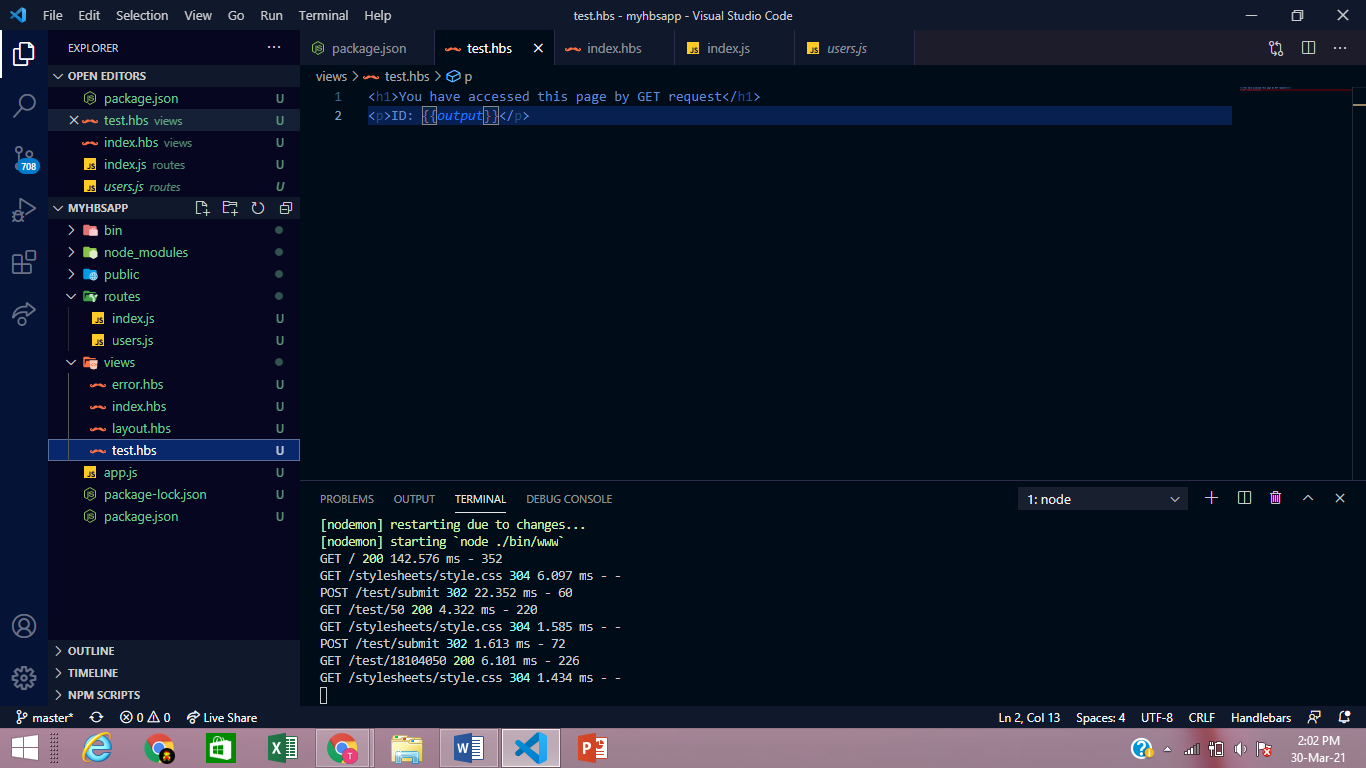 File Edit Selection View Go Run Terminal Help
test.hbs - myhbsapp - Visual Studio Code
EXPLORER
OPEN EDITORS
package.json U
test.hbs views U
index.hbs views U
index.js routes U
users.js routes U
MYHBSAPP
bin
node_modules
public
routes
index.js U
users.js U
views
error.hbs U
index.hbs U
layout.hbs U
test.hbs U
app.js U
package-lock.json U
package.json U
OUTLINE
TIMELINE
NPM SCRIPTS
708
package.json test.hbs index.hbs index.js users.js
views > test.hbs > p
1 <h1>You have accessed this page by GET request</h1>
2 <p>ID: {{output}}</p>
PROBLEMS OUTPUT TERMINAL DEBUG CONSOLE
1: node
[nodemon] restarting due to changes...
[nodemon] starting `node ./bin/www`
GET / 200 142.576 ms - 352
GET /stylesheets/style.css 304 6.097 ms - -
POST /test/submit 302 22.352 ms - 60
GET /test/50 200 4.322 ms - 220
GET /stylesheets/style.css 304 1.585 ms - -
POST /test/submit 302 1.613 ms - 72
GET /test/18104050 200 6.101 ms - 226
GET /stylesheets/style.css 304 1.434 ms - -
master* 0 0 Live Share
Ln 2, Col 13 Spaces: 4 UTF-8 CRLF Handlebars
2:02 PM
30-Mar-21